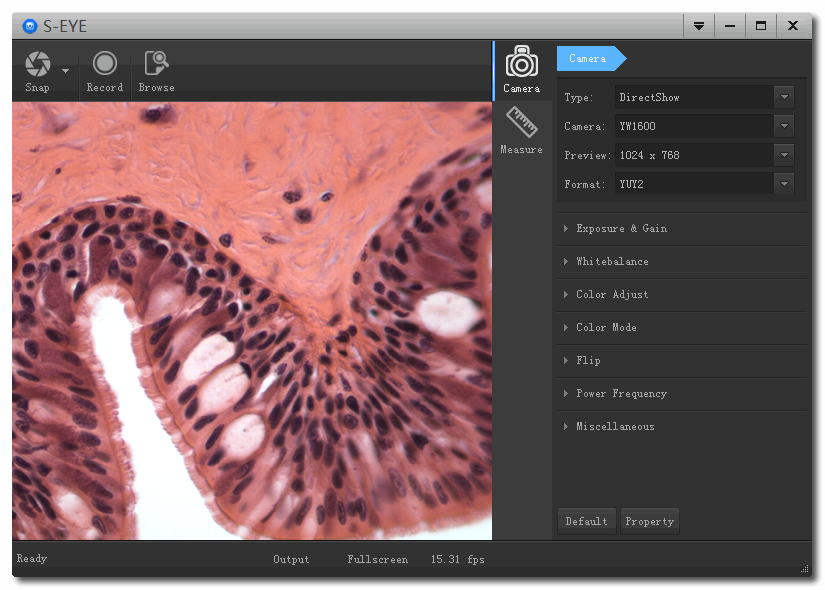 S-EYE
Snap
Record
Browse
Camera
Measure
Camera
Type: DirectShow
Camera: YW1600
Preview: 1024 x 768
Format: YUY2
Exposure & Gain
Whitebalance
Color Adjust
Color Mode
Flip
Power Frequency
Miscellaneous
Default Property
Ready Output Fullscreen 15.31 fps